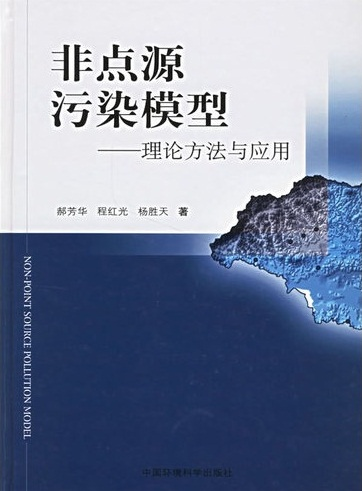 非点源
污染模型
——理论方法与应用
郝芳华 程红光 杨胜天 著
NON-POINT SOURCE POLLUTION MODEL
中国环境科学出版社